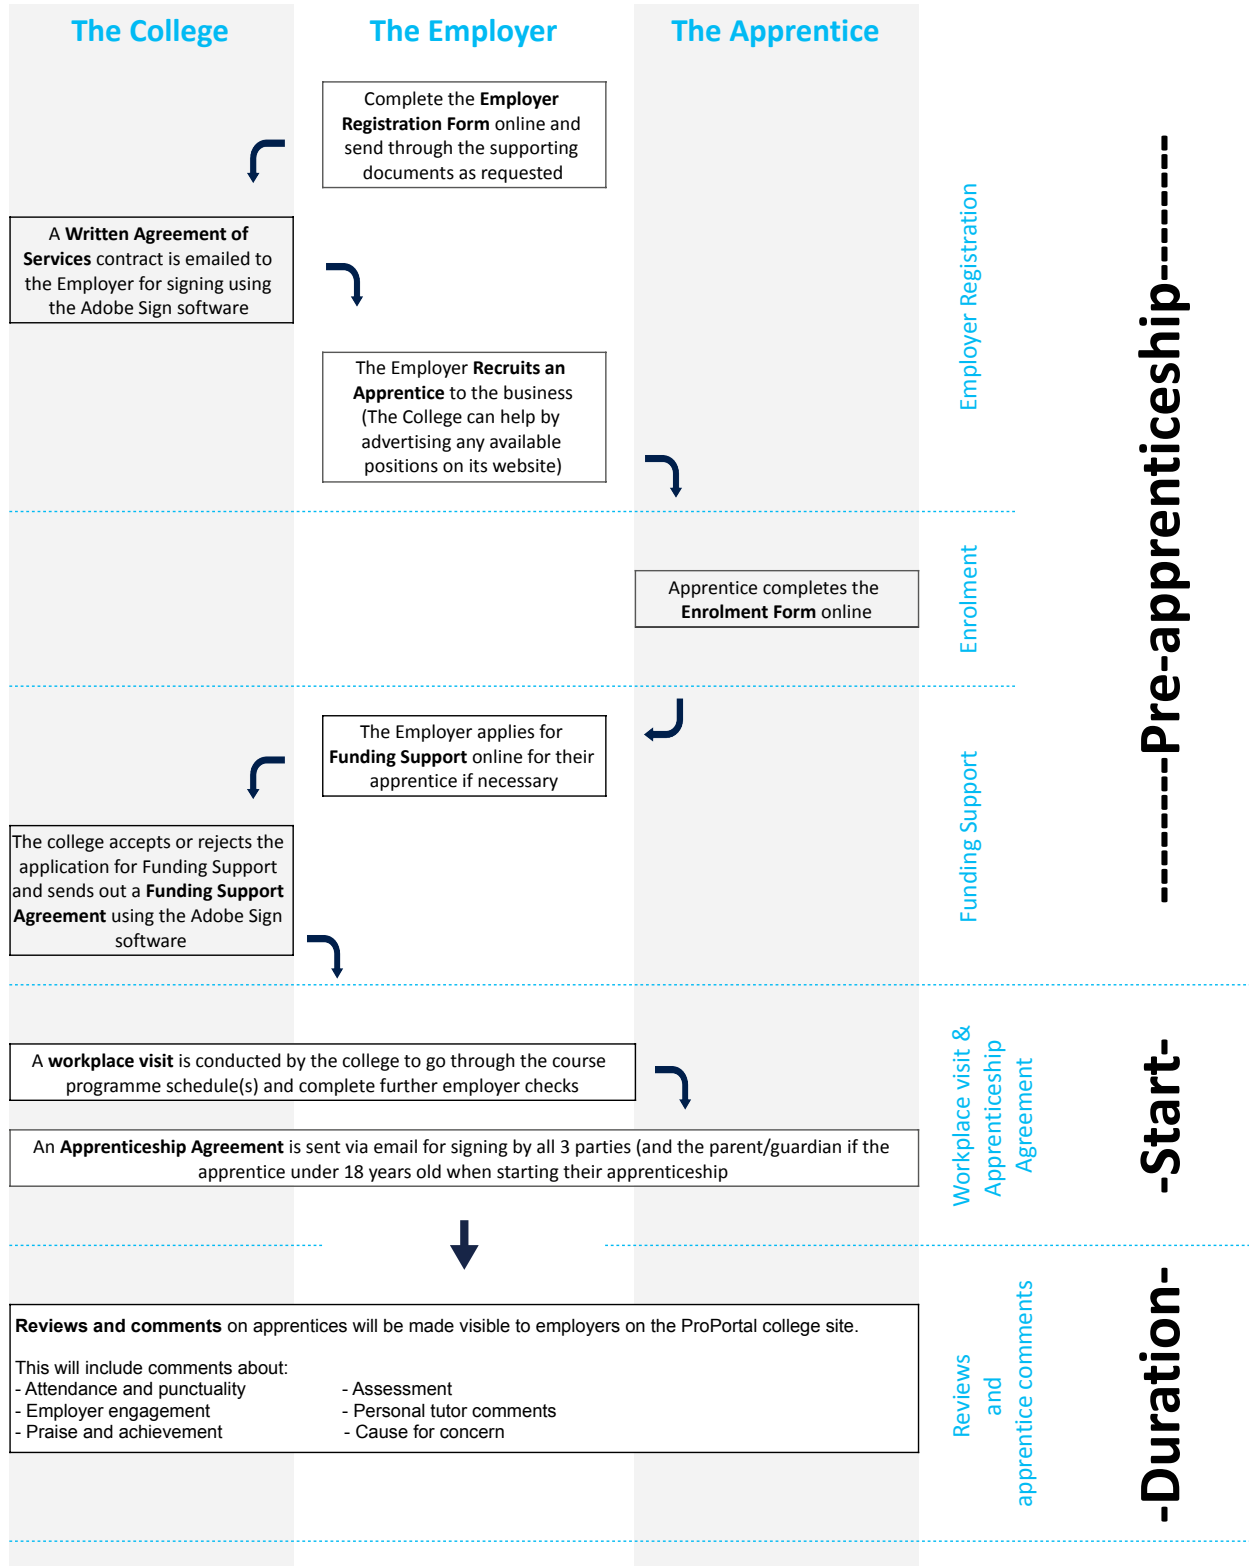 The College
The Employer
The Apprentice
Complete the Employer
Registration Form online and
send through the supporting
documents as requested
A Written Agreement of
Services contract is emailed to
the Employer for signing using
the Adobe Sign software
The Employer Recruits an
Apprentice to the business
(The College can help by
advertising any available
positions on its website)
Employer Registration
--------Pre-apprenticeship--------
Apprentice completes the
Enrolment Form online
Enrolment
The Employer applies for
Funding Support online for their
apprentice if necessary
The college accepts or rejects the
application for Funding Support
and sends out a Funding Support
Agreement using the Adobe Sign
software
Funding Support
A workplace visit is conducted by the college to go through the course
programme schedule(s) and complete further employer checks
An Apprenticeship Agreement is sent via email for signing by all 3 parties (and the parent/guardian if the
apprentice under 18 years old when starting their apprenticeship
Workplace visit &
Apprenticeship
Agreement
-Start-
Reviews and comments on apprentices will be made visible to employers on the ProPortal college site.
This will include comments about:
- Attendance and punctuality - Assessment
- Employer engagement - Personal tutor comments
- Praise and achievement - Cause for concern
Reviews
and
apprentice comments
-Duration-